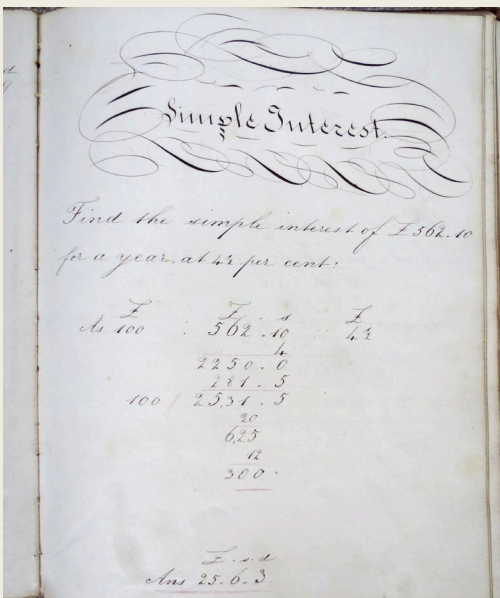 Simple Interest.
Find the simple interest of £562.10
for a year, at 4½ per cent:
£ £ . s £
As 100 : 562 . 10 :: 4½
4
2250 . 0
281 . 5
100 / 25,31 . 5
20
6,25
12
3,00
£ . s . d
Ans 25 . 6 . 3